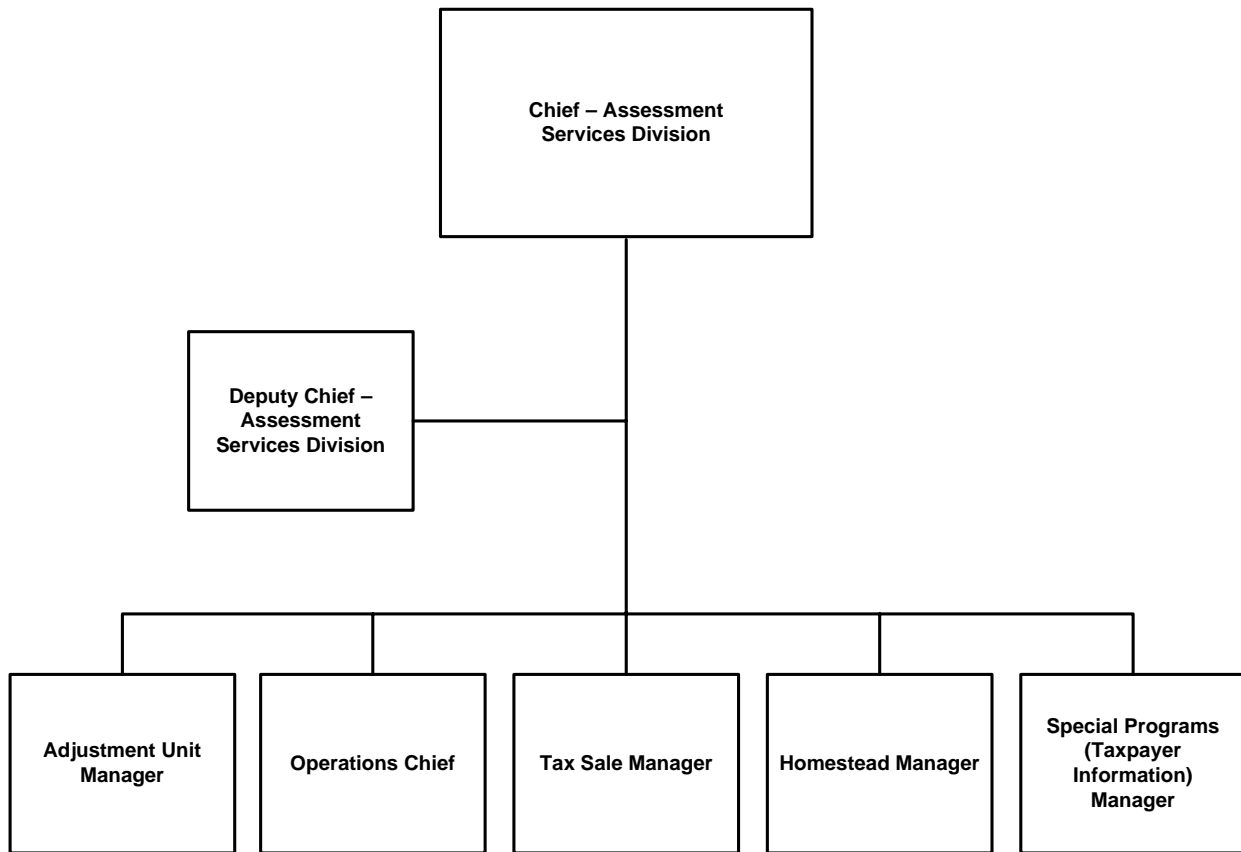 Chief – Assessment
Services Division
Deputy Chief –
Assessment
Services Division
Adjustment Unit
Manager
Operations Chief
Tax Sale Manager
Homestead Manager
Special Programs
(Taxpayer
Information)
Manager